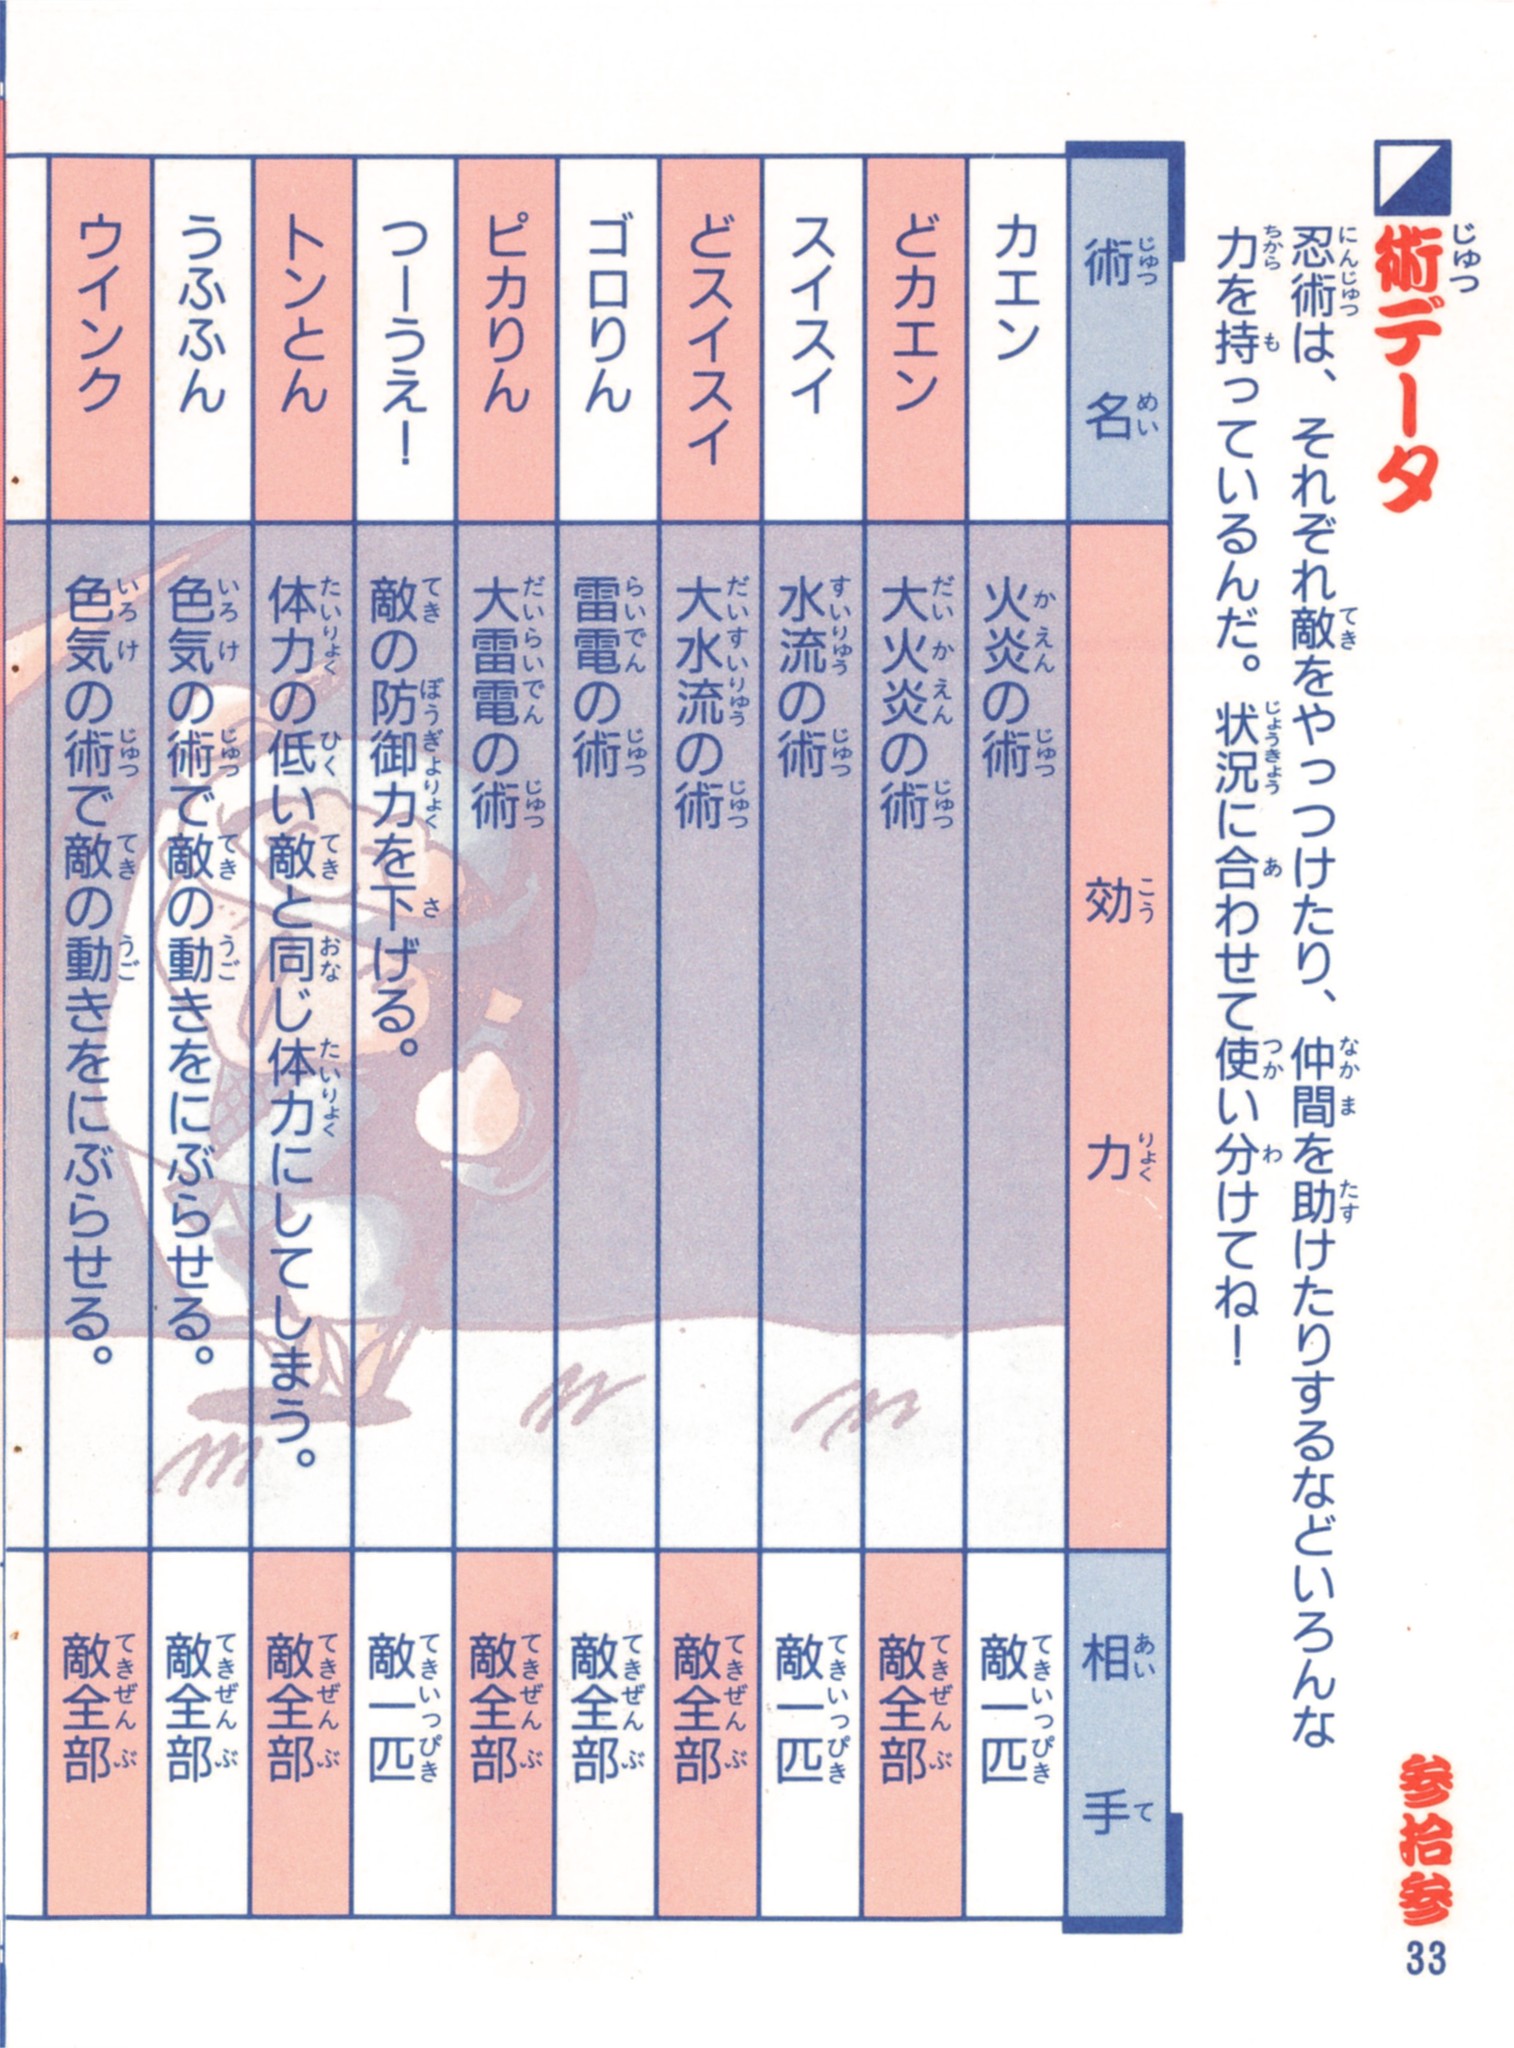 術データ
忍術は、それぞれ敵をやっつけたり、仲間を助けたりするなどいろんな
力を持っているんだ。状況に合わせて使い分けてね！
術名 効力 相手
カエン 火炎の術 敵一匹
どカエン 大火炎の術 敵全部
スイスイ 水流の術 敵一匹
どスイスイ 大水流の術 敵全部
ゴロりん 雷電の術 敵全部
ピカりん 大雷電の術 敵全部
つーうえ！ 敵の防御力を下げる。 敵一匹
トンとん 体力の低い敵と同じ体力にしてしまう。 敵全部
うふふん 色気の術で敵の動きをにぶらせる。 敵全部
ウインク 色気の術で敵の動きをにぶらせる。 敵全部
参拾参
33